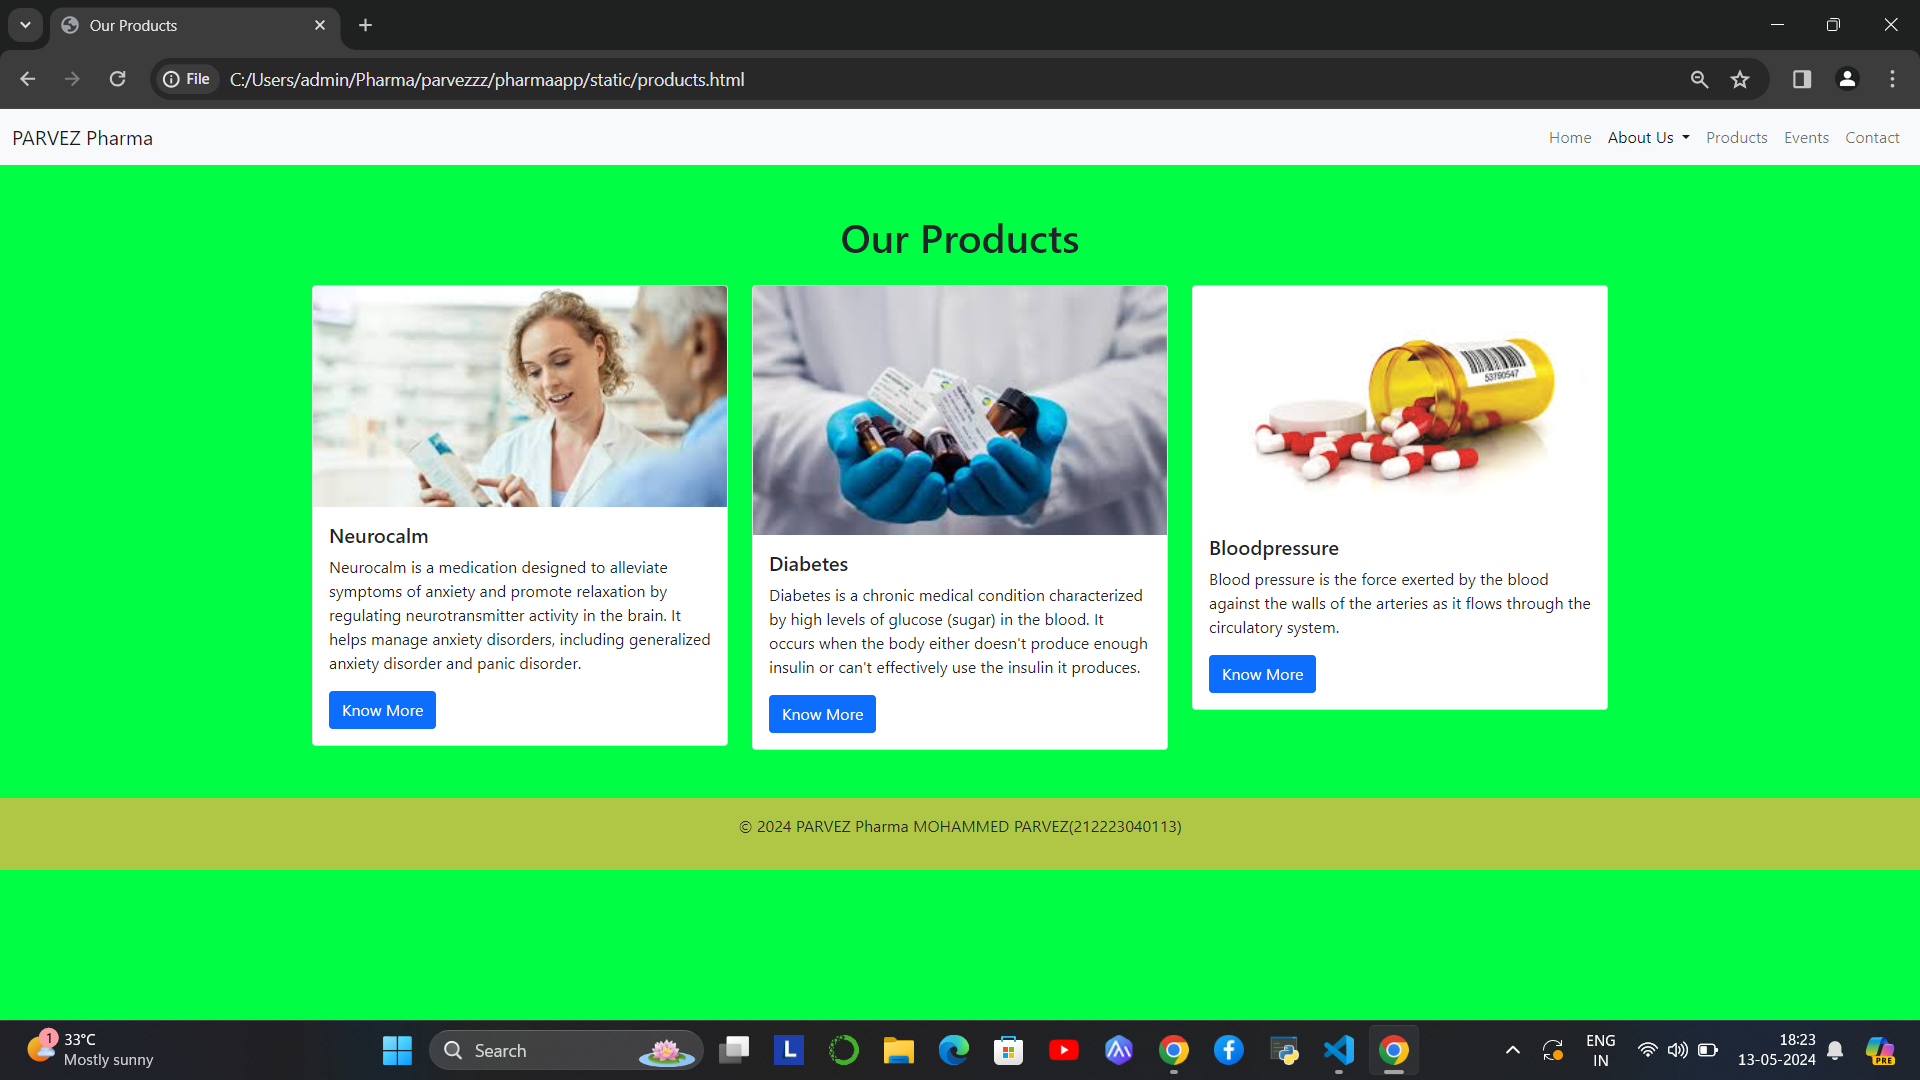 Our Products
File
C:/Users/admin/Pharma/parvezzz/pharmaapp/static/products.html
PARVEZ Pharma
Home About Us Products Events Contact
Our Products
53790547
Neurocalm
Neurocalm is a medication designed to alleviate
symptoms of anxiety and promote relaxation by
regulating neurotransmitter activity in the brain. It
helps manage anxiety disorders, including generalized
anxiety disorder and panic disorder.
Know More
Diabetes
Diabetes is a chronic medical condition characterized
by high levels of glucose (sugar) in the blood. It
occurs when the body either doesn't produce enough
insulin or can't effectively use the insulin it produces.
Know More
Bloodpressure
Blood pressure is the force exerted by the blood
against the walls of the arteries as it flows through the
circulatory system.
Know More
© 2024 PARVEZ Pharma MOHAMMED PARVEZ(212223040113)
1
33°C
Mostly sunny
Search
L
ENG
IN
18:23
13-05-2024
PRE